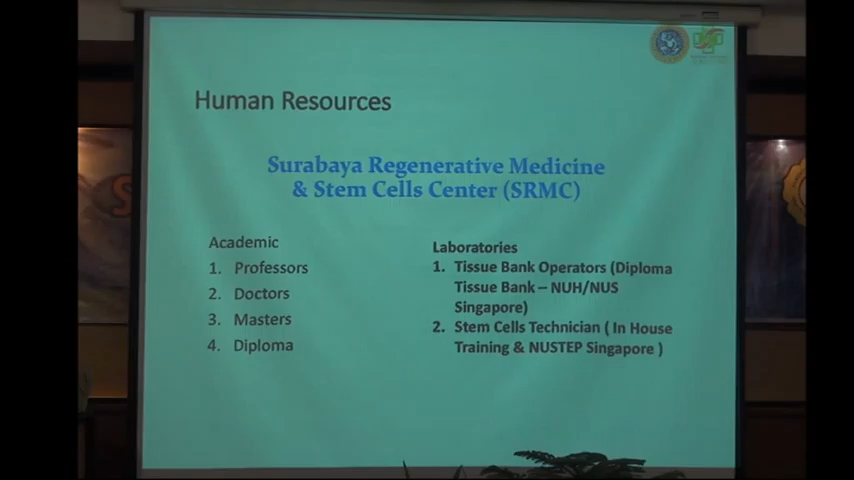 Human Resources
Surabaya Regenerative Medicine
& Stem Cells Center (SRMC)
Academic
1. Professors
2. Doctors
3. Masters
4. Diploma
Laboratories
1. Tissue Bank Operators (Diploma
Tissue Bank – NUH/NUS
Singapore)
2. Stem Cells Technician ( In House
Training & NUSTEP Singapore )